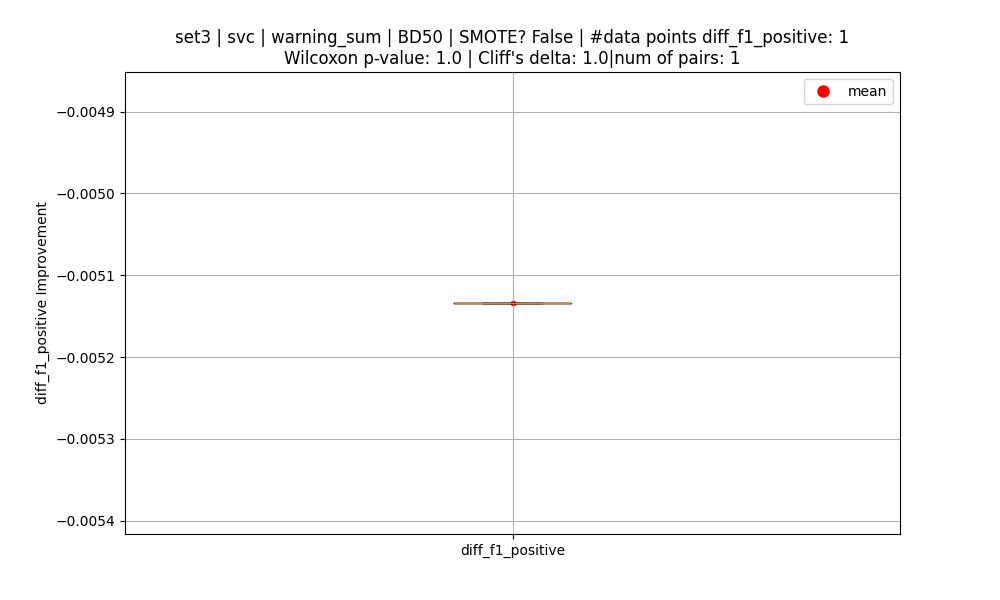 set3 | svc | warning_sum | BD50 | SMOTE? False | #data points diff_f1_positive: 1
Wilcoxon p-value: 1.0 | Cliff's delta: 1.0|num of pairs: 1
mean
−0.0049
−0.0050
−0.0051
−0.0052
−0.0053
−0.0054
diff_f1_positive Improvement
diff_f1_positive